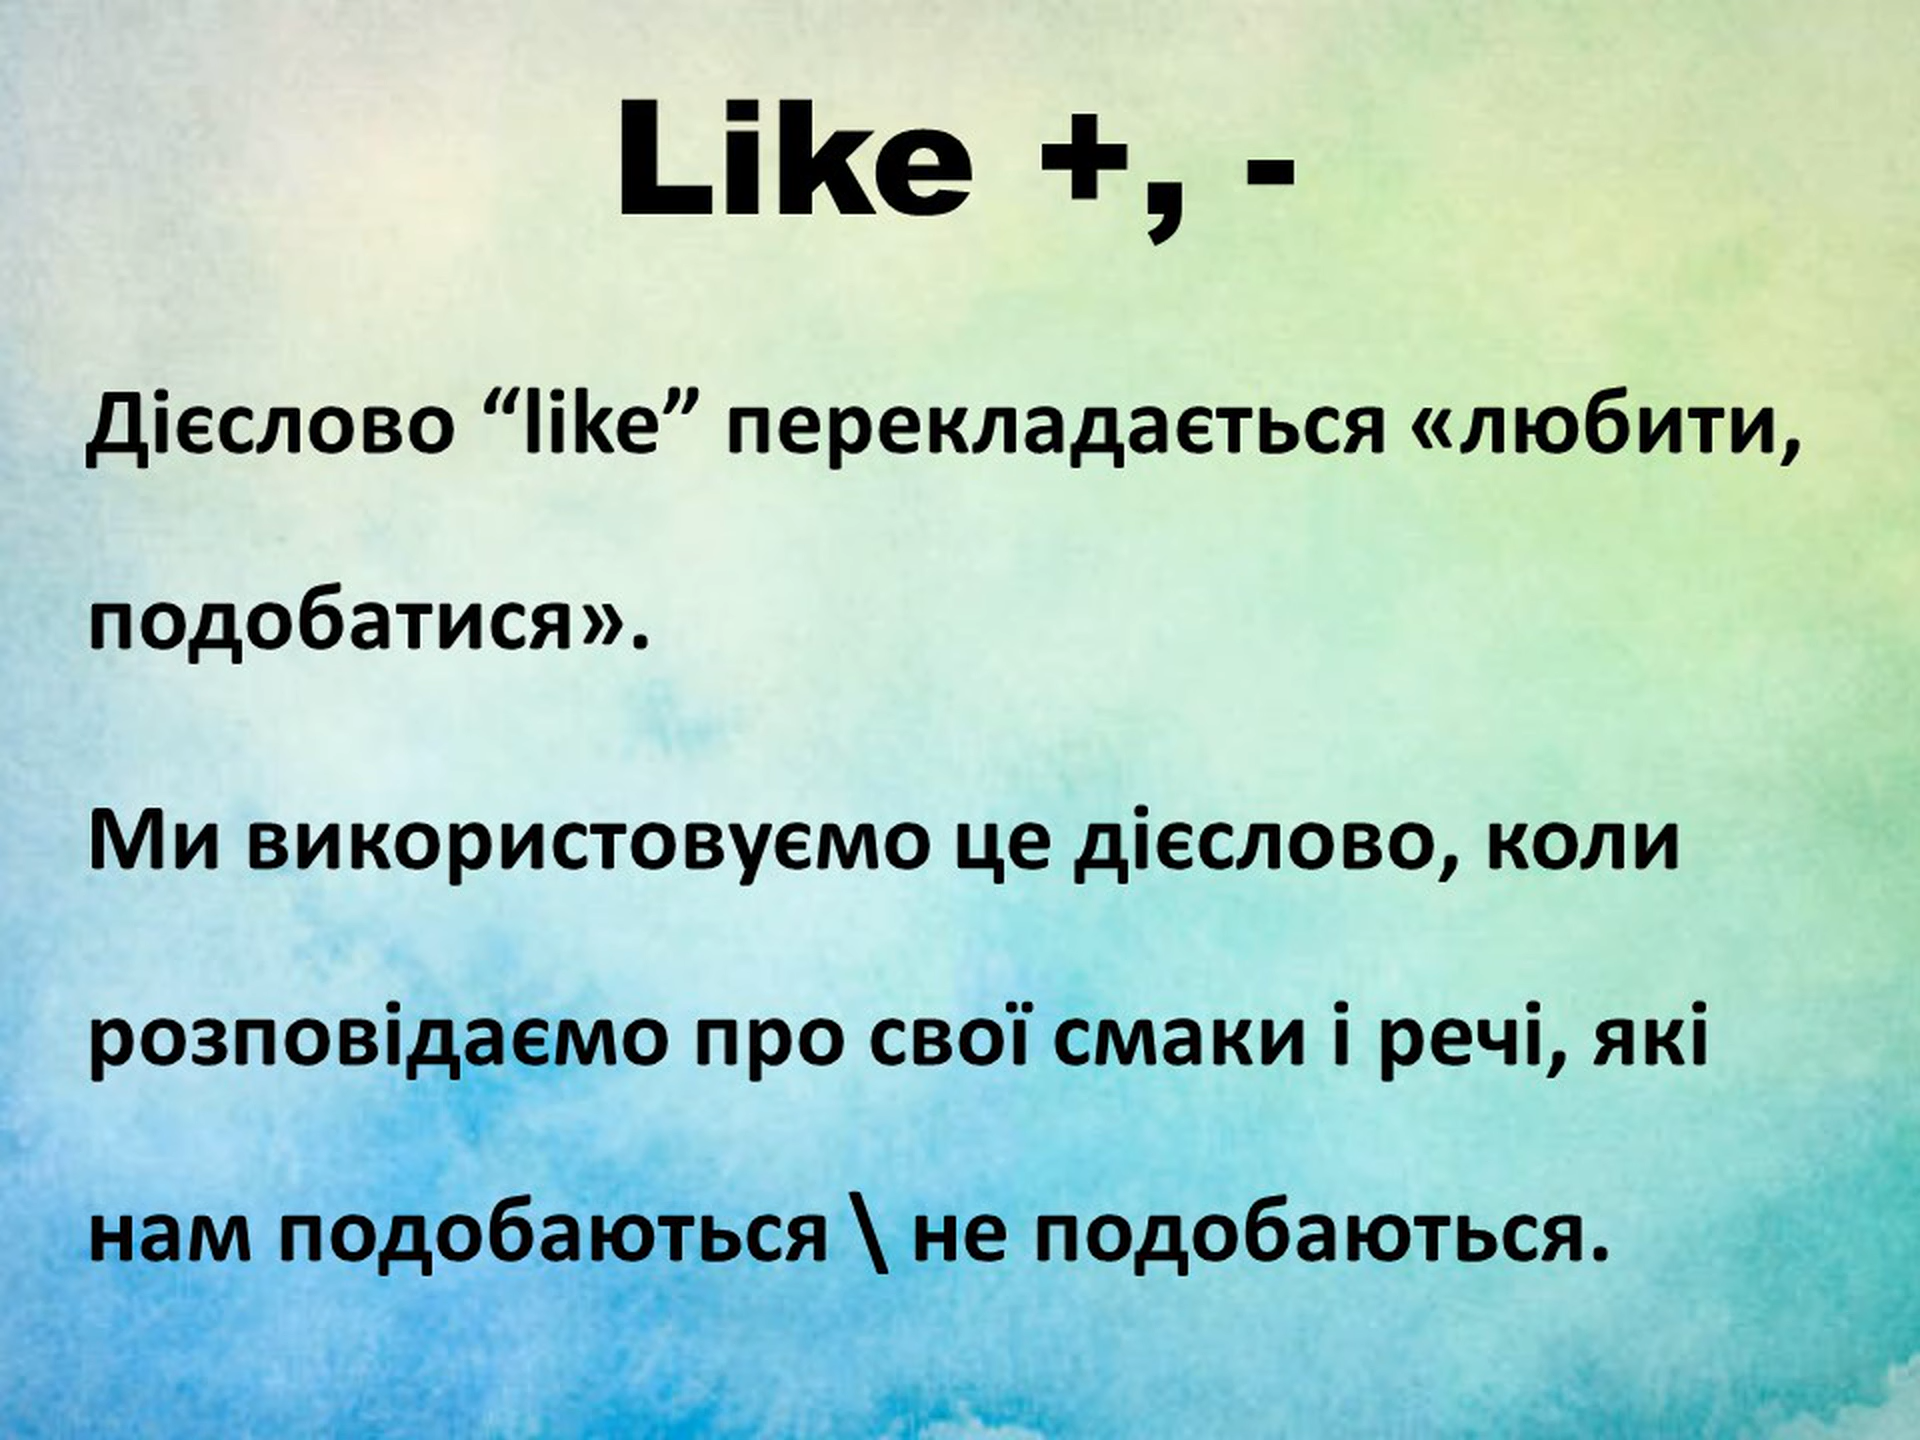 Like +, -
Дієслово “like” перекладається «любити,
подобатися».
Ми використовуємо це дієслово, коли
розповідаємо про свої смаки і речі, які
нам подобаються \ не подобаються.